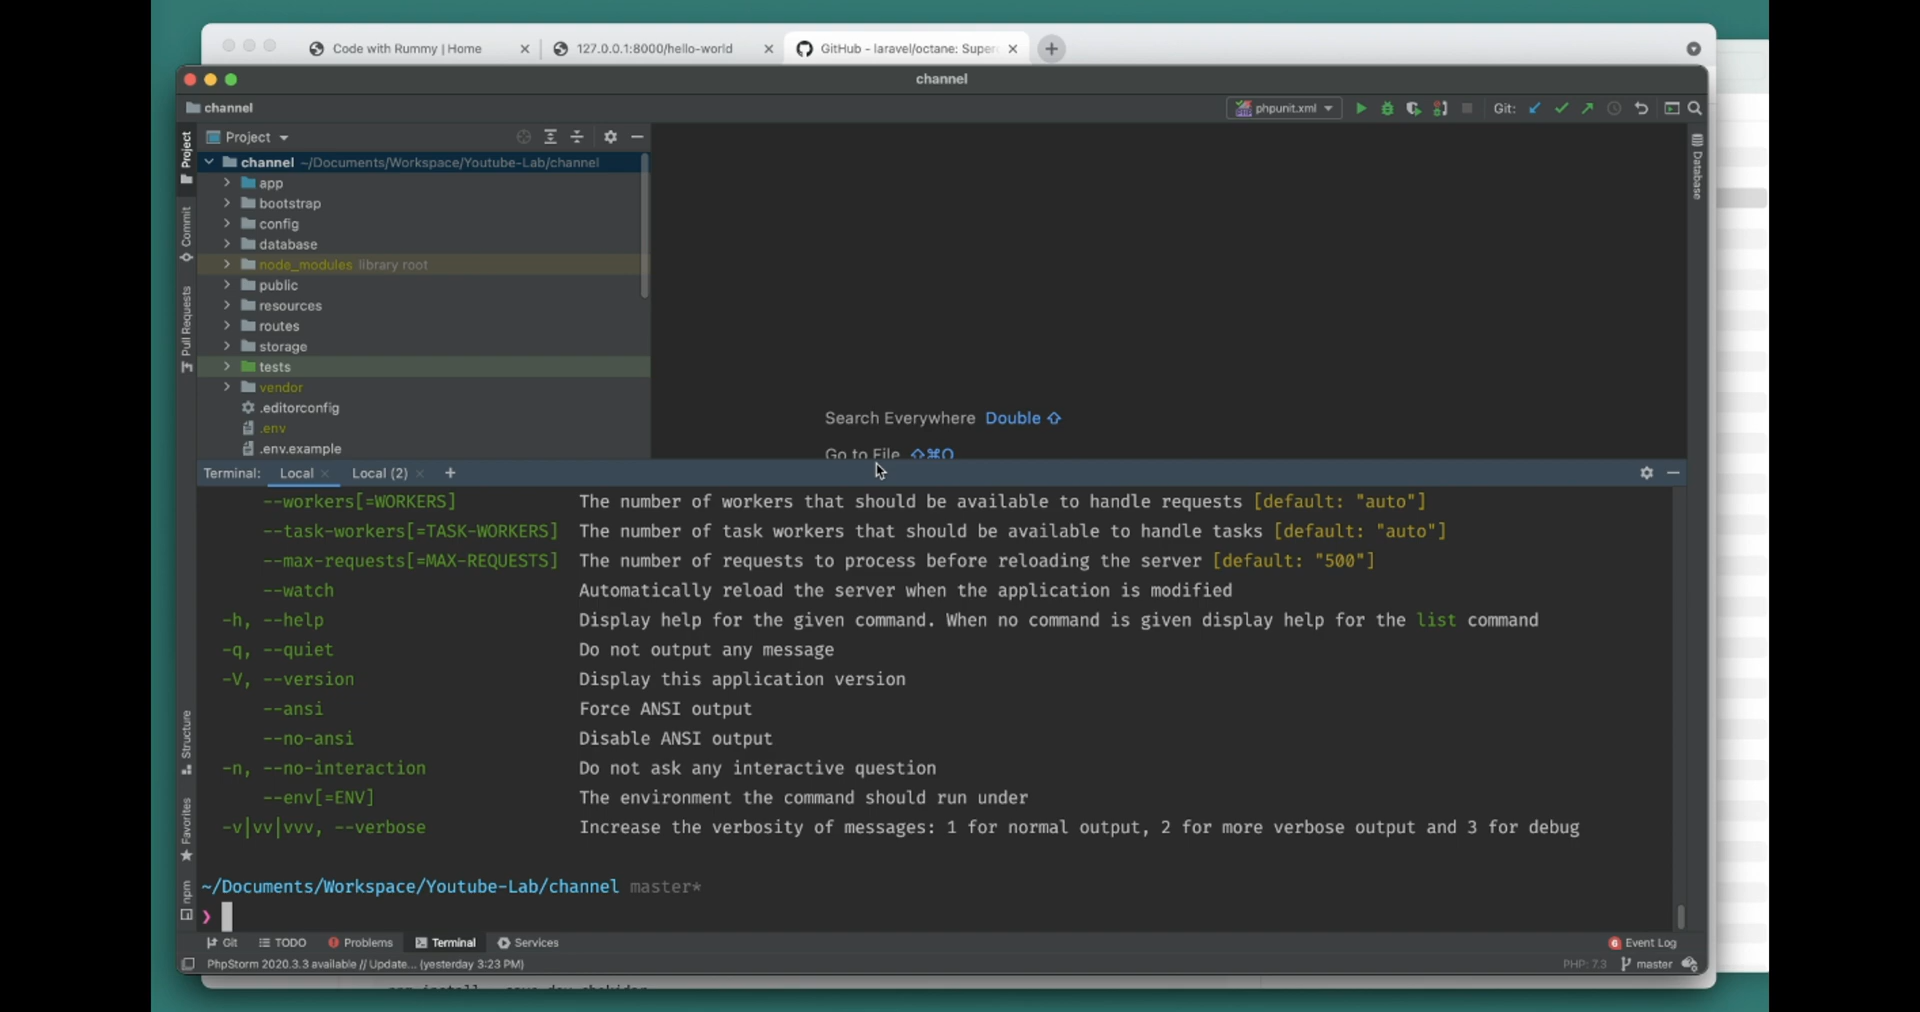 Code with Rummy | Home
127.0.0.1:8000/hello-world
GitHub - laravel/octane: Super
channel
channel
phpunit.xml
Git:
Project
Project
Commit
Pull Requests
Structure
Favorites
npm
Database
channel ~/Documents/Workspace/Youtube-Lab/channel
app
bootstrap
config
database
node_modules library root
public
resources
routes
storage
tests
vendor
.editorconfig
.env
.env.example
Search Everywhere Double ⇧
Go to File ⇧⌘O
Terminal: Local Local (2) +
--workers[=WORKERS] The number of workers that should be available to handle requests [default: "auto"]
--task-workers[=TASK-WORKERS] The number of task workers that should be available to handle tasks [default: "auto"]
--max-requests[=MAX-REQUESTS] The number of requests to process before reloading the server [default: "500"]
--watch Automatically reload the server when the application is modified
-h, --help Display help for the given command. When no command is given display help for the list command
-q, --quiet Do not output any message
-V, --version Display this application version
--ansi Force ANSI output
--no-ansi Disable ANSI output
-n, --no-interaction Do not ask any interactive question
--env[=ENV] The environment the command should run under
-v|vv|vvv, --verbose Increase the verbosity of messages: 1 for normal output, 2 for more verbose output and 3 for debug
~/Documents/Workspace/Youtube-Lab/channel master*
❯
Git TODO Problems Terminal Services
6 Event Log
PhpStorm 2020.3.3 available // Update... (yesterday 3:23 PM)
PHP: 7.3 master